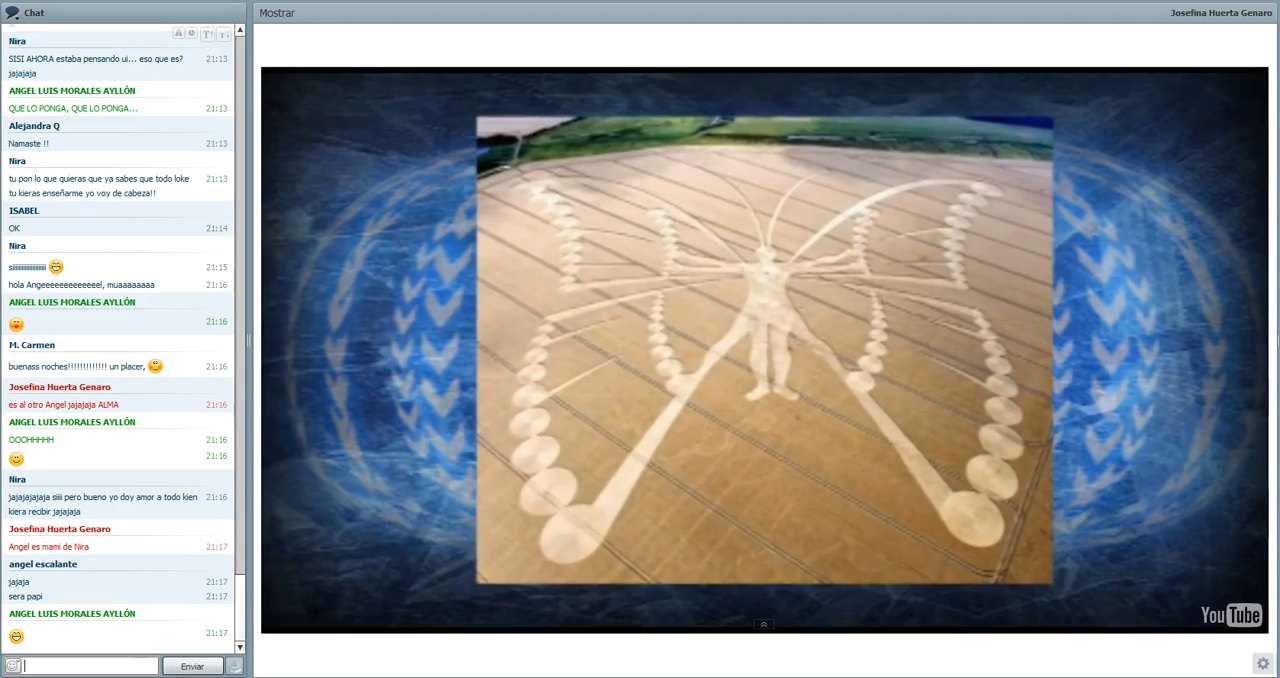 Chat
Mostrar
Josefina Huerta Genaro
Nira
SISI AHORA estaba pensando ui... eso que es?
21:13
jajajaja
ANGEL LUIS MORALES AYLLÓN
QUE LO PONGA, QUE LO PONGA...
21:13
Alejandra Q
Namaste !!
21:13
Nira
tu pon lo que quieras que ya sabes que todo loke
21:13
tu kieras enseñarme yo voy de cabeza!!
ISABEL
OK
21:14
Nira
siiiiiiiiiiiiiiiii
21:15
hola Angeeeeeeeeeeeeel, muaaaaaaaa
21:16
ANGEL LUIS MORALES AYLLÓN
21:16
M. Carmen
buenass noches!!!!!!!!!!!!! un placer,
21:16
Josefina Huerta Genaro
es al otro Angel jajajaja ALMA
21:16
ANGEL LUIS MORALES AYLLÓN
OOOHHHHH
21:16
21:16
Nira
jajajajajaja siiii pero bueno yo doy amor a todo kien
21:16
kiera recibir jajajaja
Josefina Huerta Genaro
Angel es mami de Nira
21:17
angel escalante
jajaja
21:17
sera papi
21:17
ANGEL LUIS MORALES AYLLÓN
21:17
Enviar
YouTube